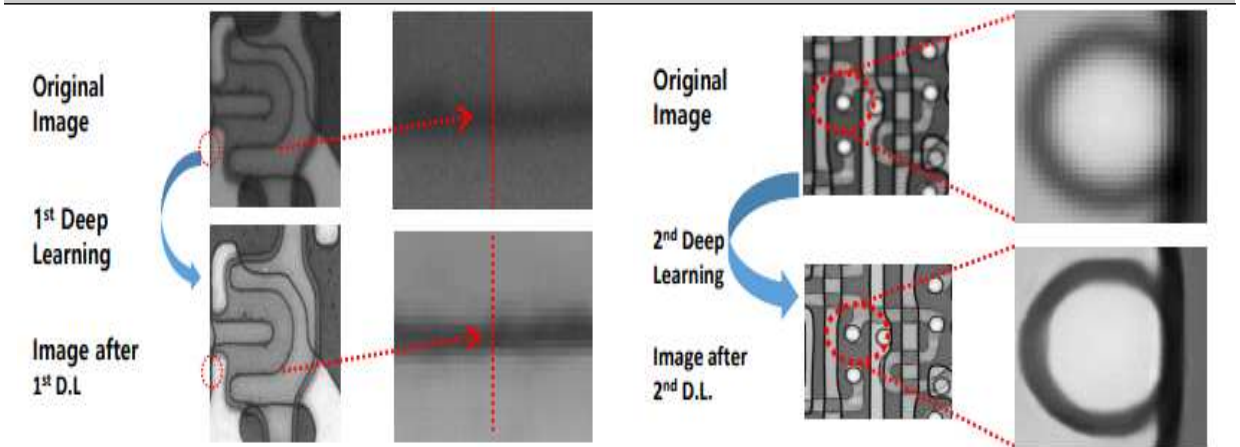 Original
Image
1st Deep
Learning
Image after
1st D.L
Original
Image
2nd Deep
Learning
Image after
2nd D.L.